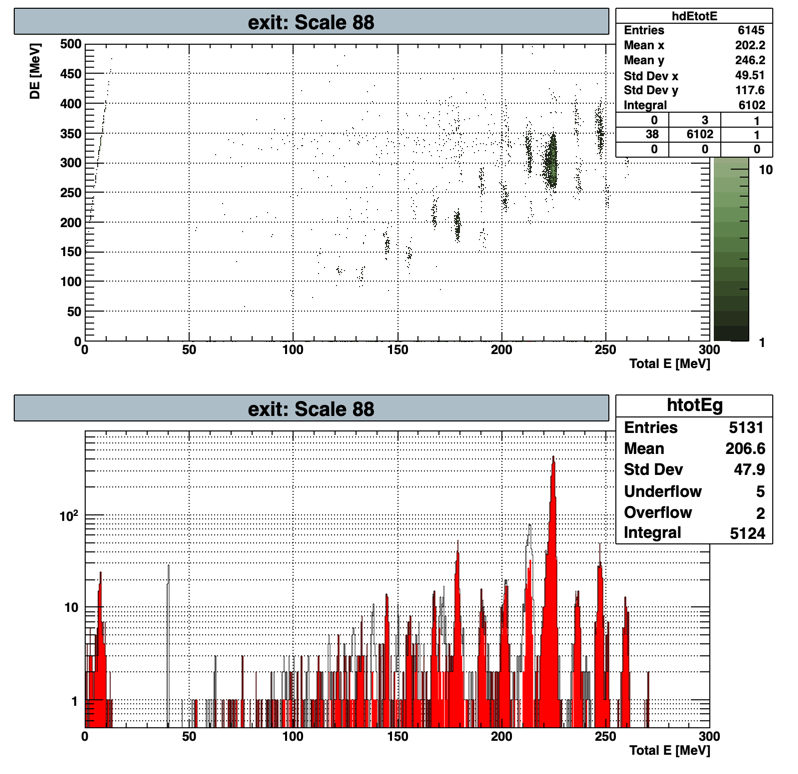 exit: Scale 88
hdEtotE
Entries 6145
Mean x 202.2
Mean y 246.2
Std Dev x 49.51
Std Dev y 117.6
Integral 6102
0 3 1
38 6102 1
0 0 0
DE [MeV]
500
450
400
350
300
250
200
150
100
50
0
10
1
0 50 100 150 200 250 300
Total E [MeV]
exit: Scale 88
htotEg
Entries 5131
Mean 206.6
Std Dev 47.9
Underflow 5
Overflow 2
Integral 5124
10²
10
1
0 50 100 150 200 250 300
Total E [MeV]